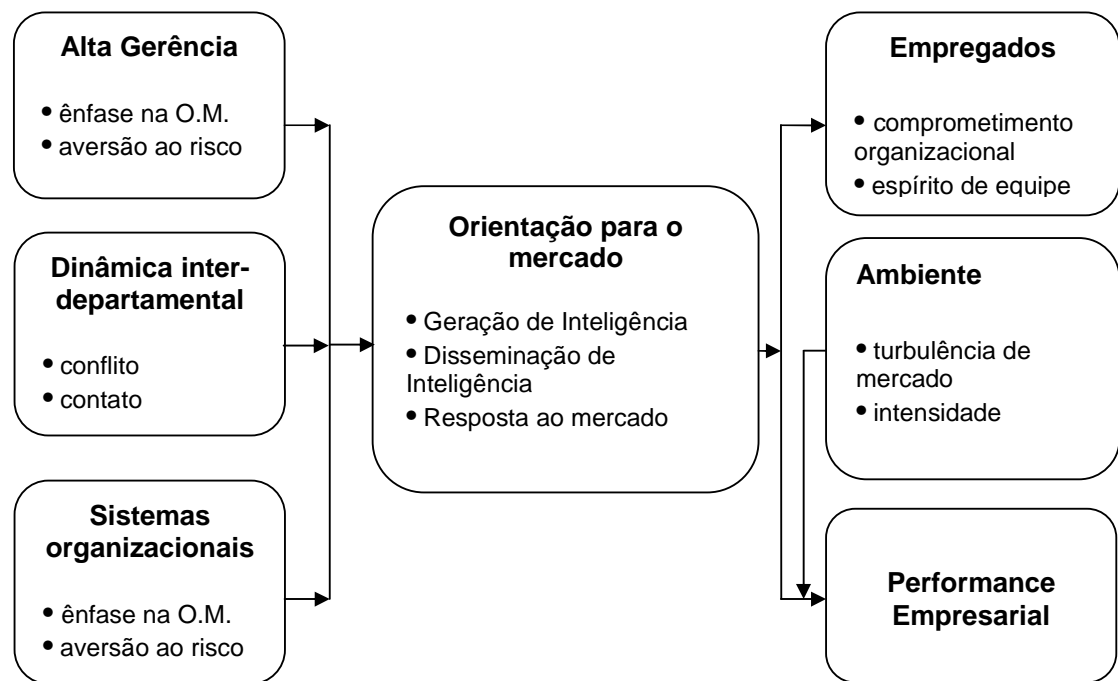 Alta Gerência
• ênfase na O.M.
• aversão ao risco
Dinâmica inter-
departamental
• conflito
• contato
Sistemas
organizacionais
• ênfase na O.M.
• aversão ao risco
Orientação para o
mercado
• Geração de Inteligência
• Disseminação de
Inteligência
• Resposta ao mercado
Empregados
• comprometimento
organizacional
• espírito de equipe
Ambiente
• turbulência de
mercado
• intensidade
Performance
Empresarial